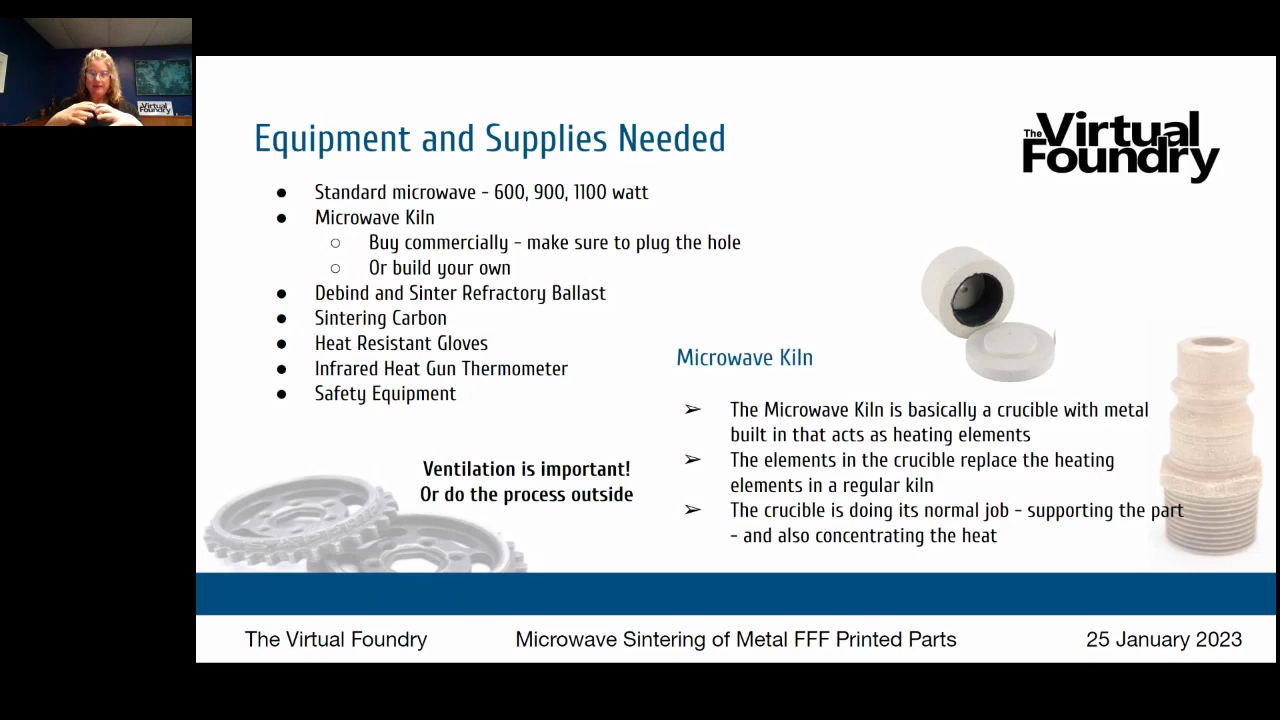 Virtual
Foundry
Equipment and Supplies Needed
The Virtual
Foundry
● Standard microwave - 600, 900, 1100 watt
● Microwave Kiln
○ Buy commercially - make sure to plug the hole
○ Or build your own
● Debind and Sinter Refractory Ballast
● Sintering Carbon
● Heat Resistant Gloves
● Infrared Heat Gun Thermometer
● Safety Equipment
Ventilation is important!
Or do the process outside
Microwave Kiln
➢ The Microwave Kiln is basically a crucible with metal
built in that acts as heating elements
➢ The elements in the crucible replace the heating
elements in a regular kiln
➢ The crucible is doing its normal job - supporting the part
- and also concentrating the heat
The Virtual Foundry
Microwave Sintering of Metal FFF Printed Parts
25 January 2023